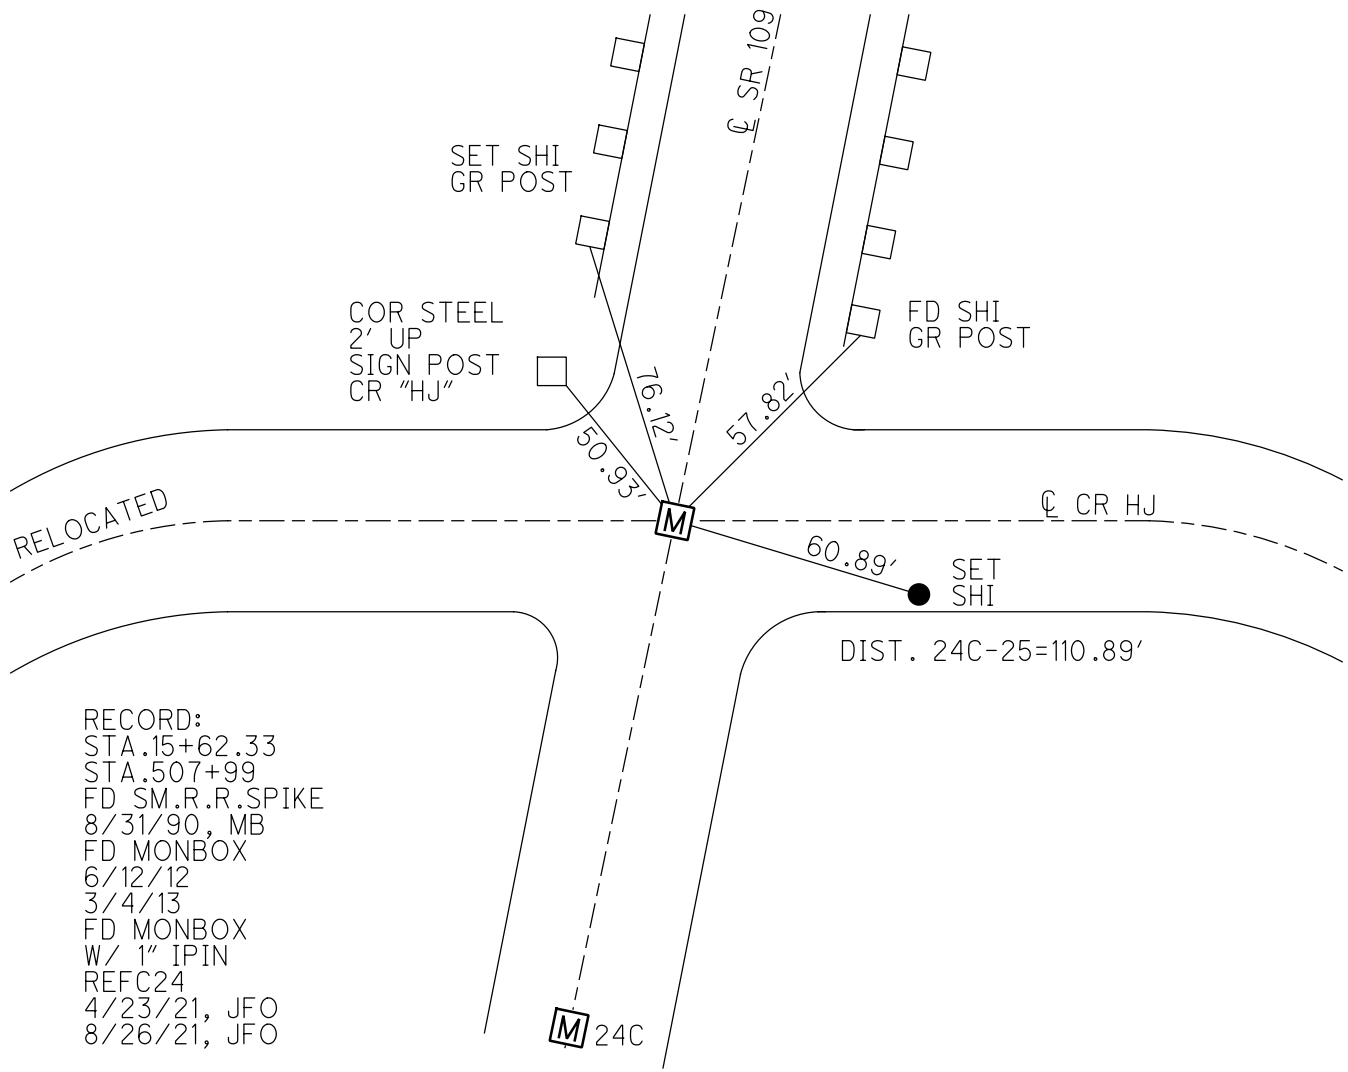 ℄ SR 109
SET SHI
GR POST
COR STEEL
2' UP
SIGN POST
CR "HJ"
FD SHI
GR POST
76.12'
57.82'
50.93'
RELOCATED
℄ CR HJ
M
60.89'
SET
SHI
DIST. 24C-25=110.89'
RECORD:
STA.15+62.33
STA.507+99
FD SM.R.R.SPIKE
8/31/90, MB
FD MONBOX
6/12/12
3/4/13
FD MONBOX
W/ 1" IPIN
REFC24
4/23/21, JFO
8/26/21, JFO
M 24C